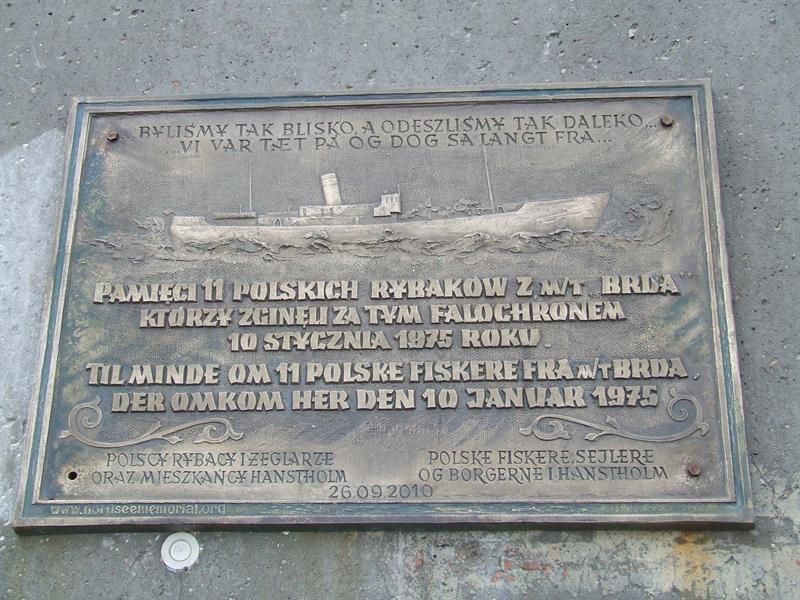 BYLIŚMY TAK BLISKO, A ODESZLIŚMY TAK DALEKO...
...VI VAR TÆT PÅ OG DOG SA LANGT FRA...
PAMIĘCI 11 POLSKICH RYBAKÓW Z M/T „BRDA"
KTÓRZY ZGINĘLI ZA TYM FALOCHRONEM
10 STYCZNIA 1975 ROKU.
TIL MINDE OM 11 POLSKE FISKERE FRA M/T BRDA,
DER OMKOM HER DEN 10 JANUAR 1975
POLSCY RYBACY I ŻEGLARZE
ORAZ MIESZKAŃCY HANSTHOLM
POLSKE FISKERE, SEJLERE
OG BORGERNE I HANSTHOLM
26.09.2010
www.nordseememorial.org